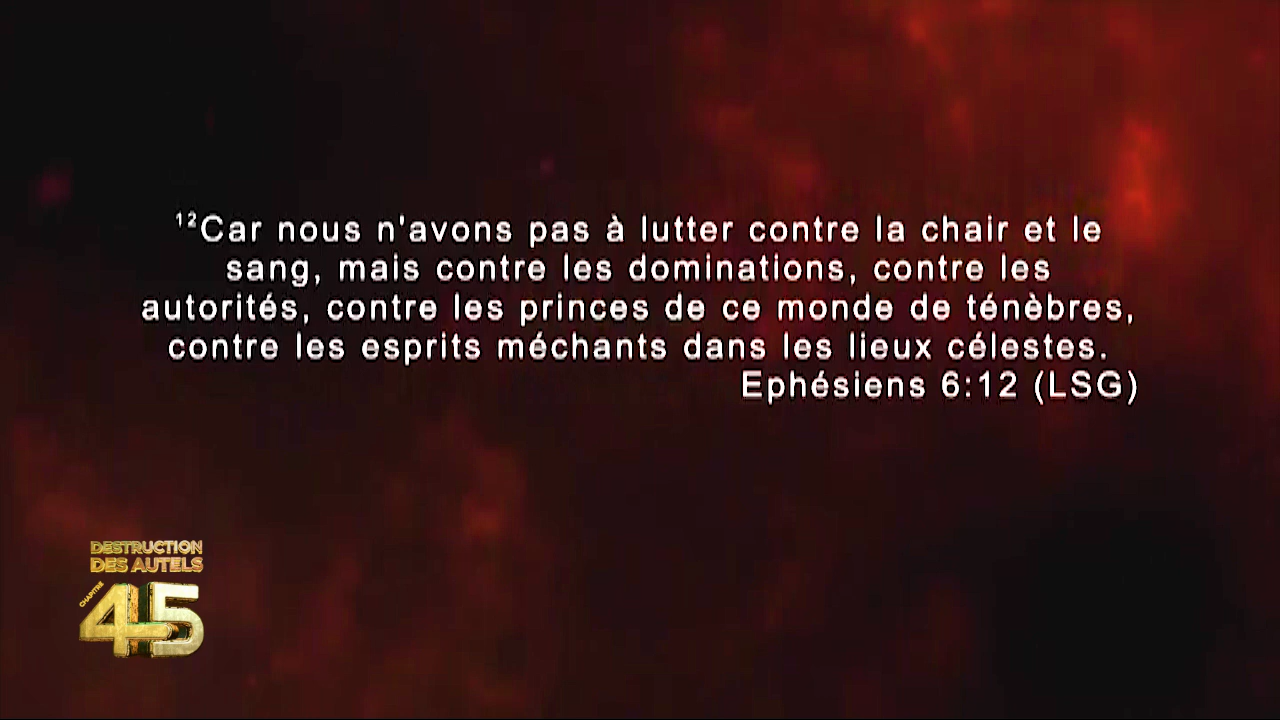 ¹²Car nous n'avons pas à lutter contre la chair et le
sang, mais contre les dominations, contre les
autorités, contre les princes de ce monde de ténèbres,
contre les esprits méchants dans les lieux célestes.
Ephésiens 6:12 (LSG)
DESTRUCTION
DES AUTELS
CHAPITRE
45